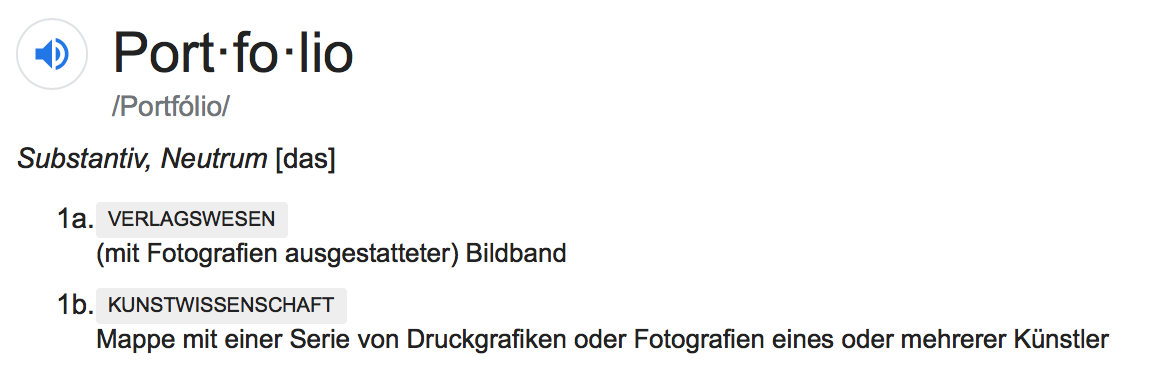 Port·fo·lio
/Portfólio/
Substantiv, Neutrum [das]
1a. VERLAGSWESEN
(mit Fotografien ausgestatteter) Bildband
1b. KUNSTWISSENSCHAFT
Mappe mit einer Serie von Druckgrafiken oder Fotografien eines oder mehrerer Künstler